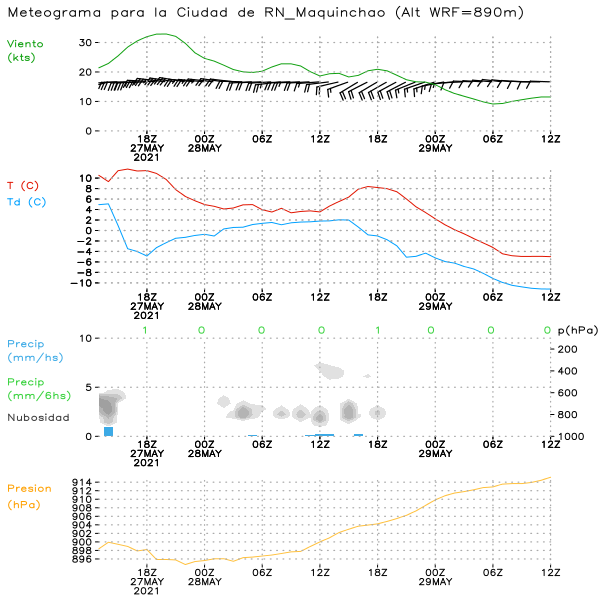 Meteograma para la Ciudad de RN_Maquinchao (Alt WRF=890m)
Viento
(kts)
30
20
10
0
18Z 00Z 06Z 12Z 18Z 00Z 06Z 12Z
27MAY 28MAY 29MAY
2021
T (C)
Td (C)
10
8
6
4
2
0
-2
-4
-6
-8
-10
18Z 00Z 06Z 12Z 18Z 00Z 06Z 12Z
27MAY 28MAY 29MAY
2021
1 0 0 0 1 0 0 0
Precip
(mm/hs)
Precip
(mm/6hs)
Nubosidad
10
5
0
p(hPa)
200
400
600
800
1000
18Z 00Z 06Z 12Z 18Z 00Z 06Z 12Z
27MAY 28MAY 29MAY
2021
Presion
(hPa)
914
912
910
908
906
904
902
900
898
896
18Z 00Z 06Z 12Z 18Z 00Z 06Z 12Z
27MAY 28MAY 29MAY
2021